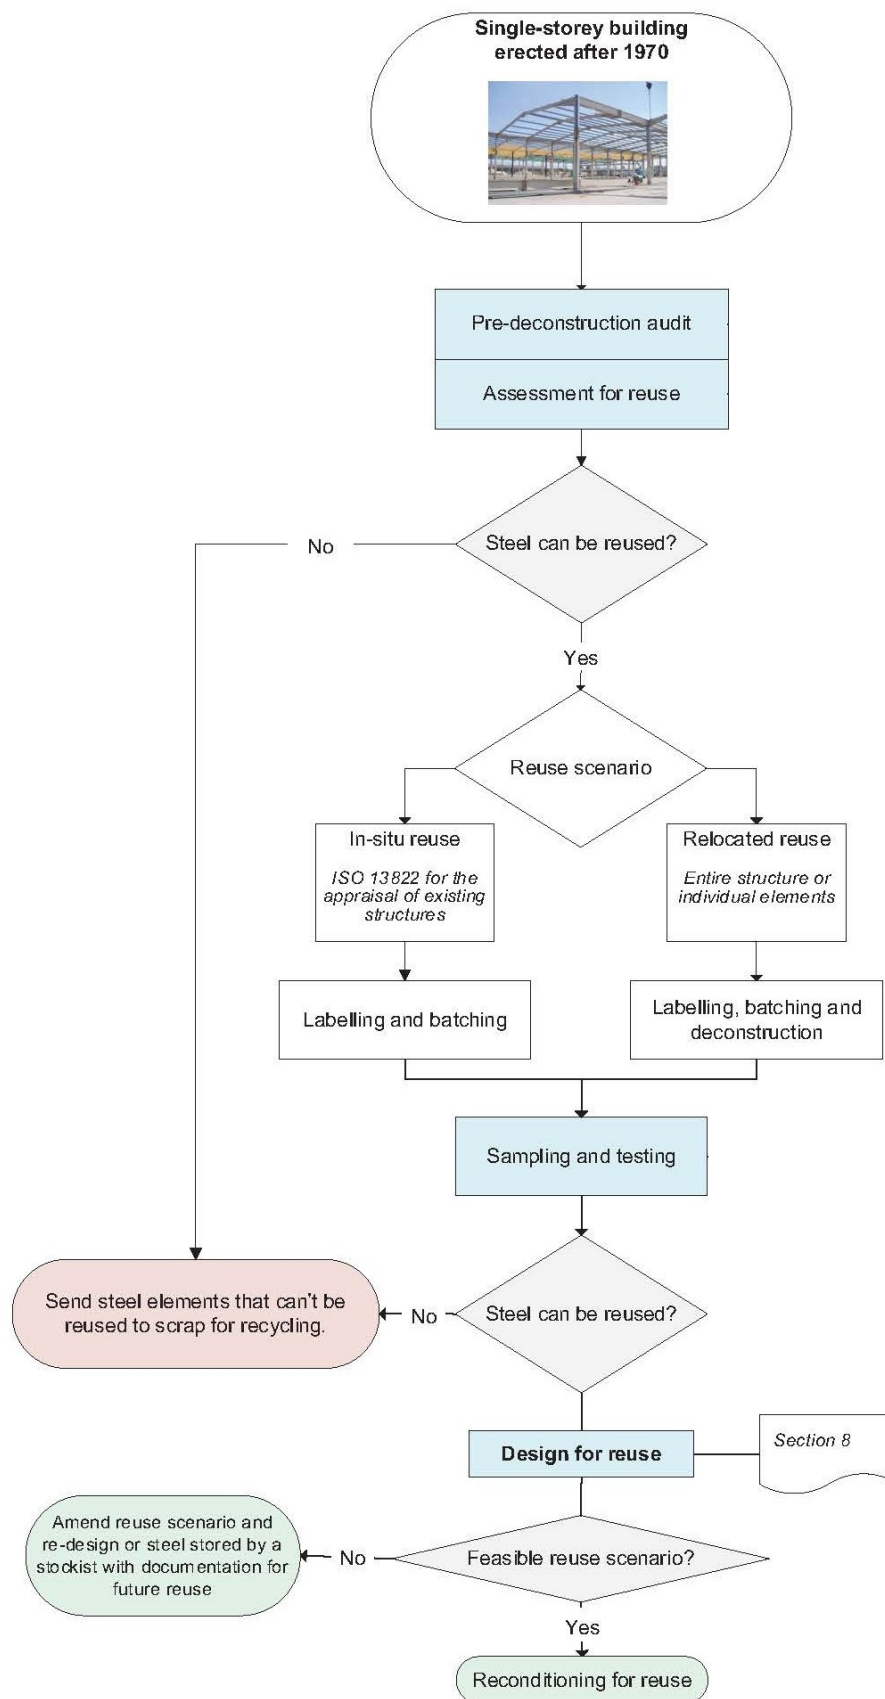 Single-storey building
erected after 1970
Pre-deconstruction audit
Assessment for reuse
Steel can be reused?
No
Yes
Reuse scenario
In-situ reuse
ISO 13822 for the
appraisal of existing
structures
Relocated reuse
Entire structure or
individual elements
Labelling and batching
Labelling, batching and
deconstruction
Sampling and testing
Send steel elements that can't be
reused to scrap for recycling.
No
Steel can be reused?
Design for reuse
Section 8
Amend reuse scenario and
re-design or steel stored by a
stockist with documentation for
future reuse
No
Feasible reuse scenario?
Yes
Reconditioning for reuse